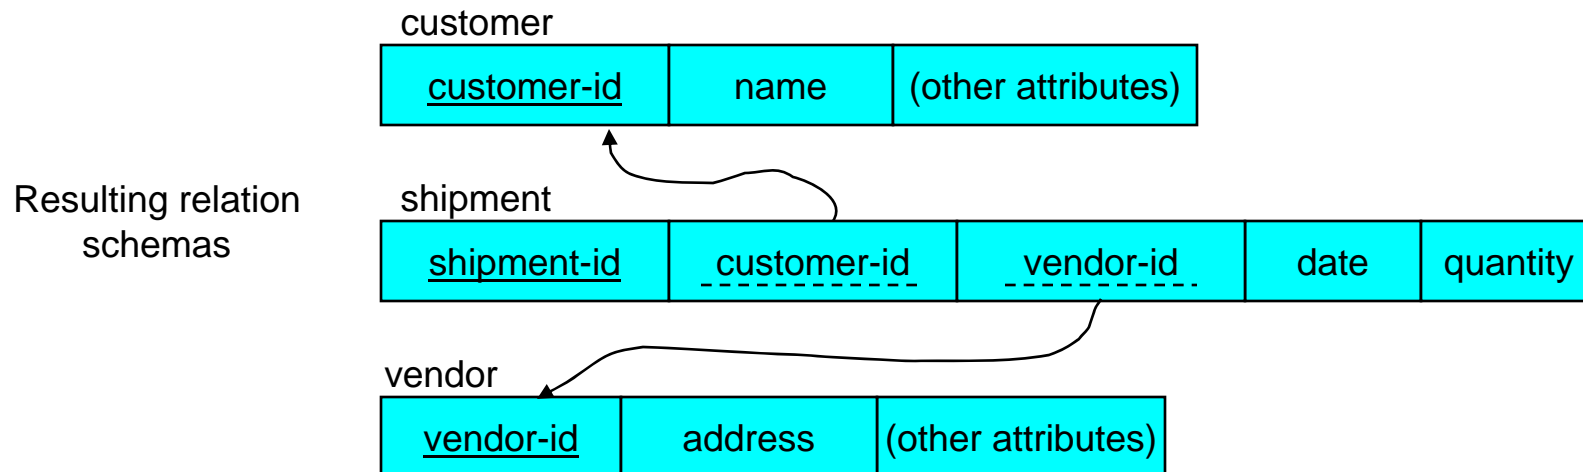 customer
customer-id name (other attributes)
Resulting relation
schemas
shipment
shipment-id customer-id vendor-id date quantity
vendor
vendor-id address (other attributes)